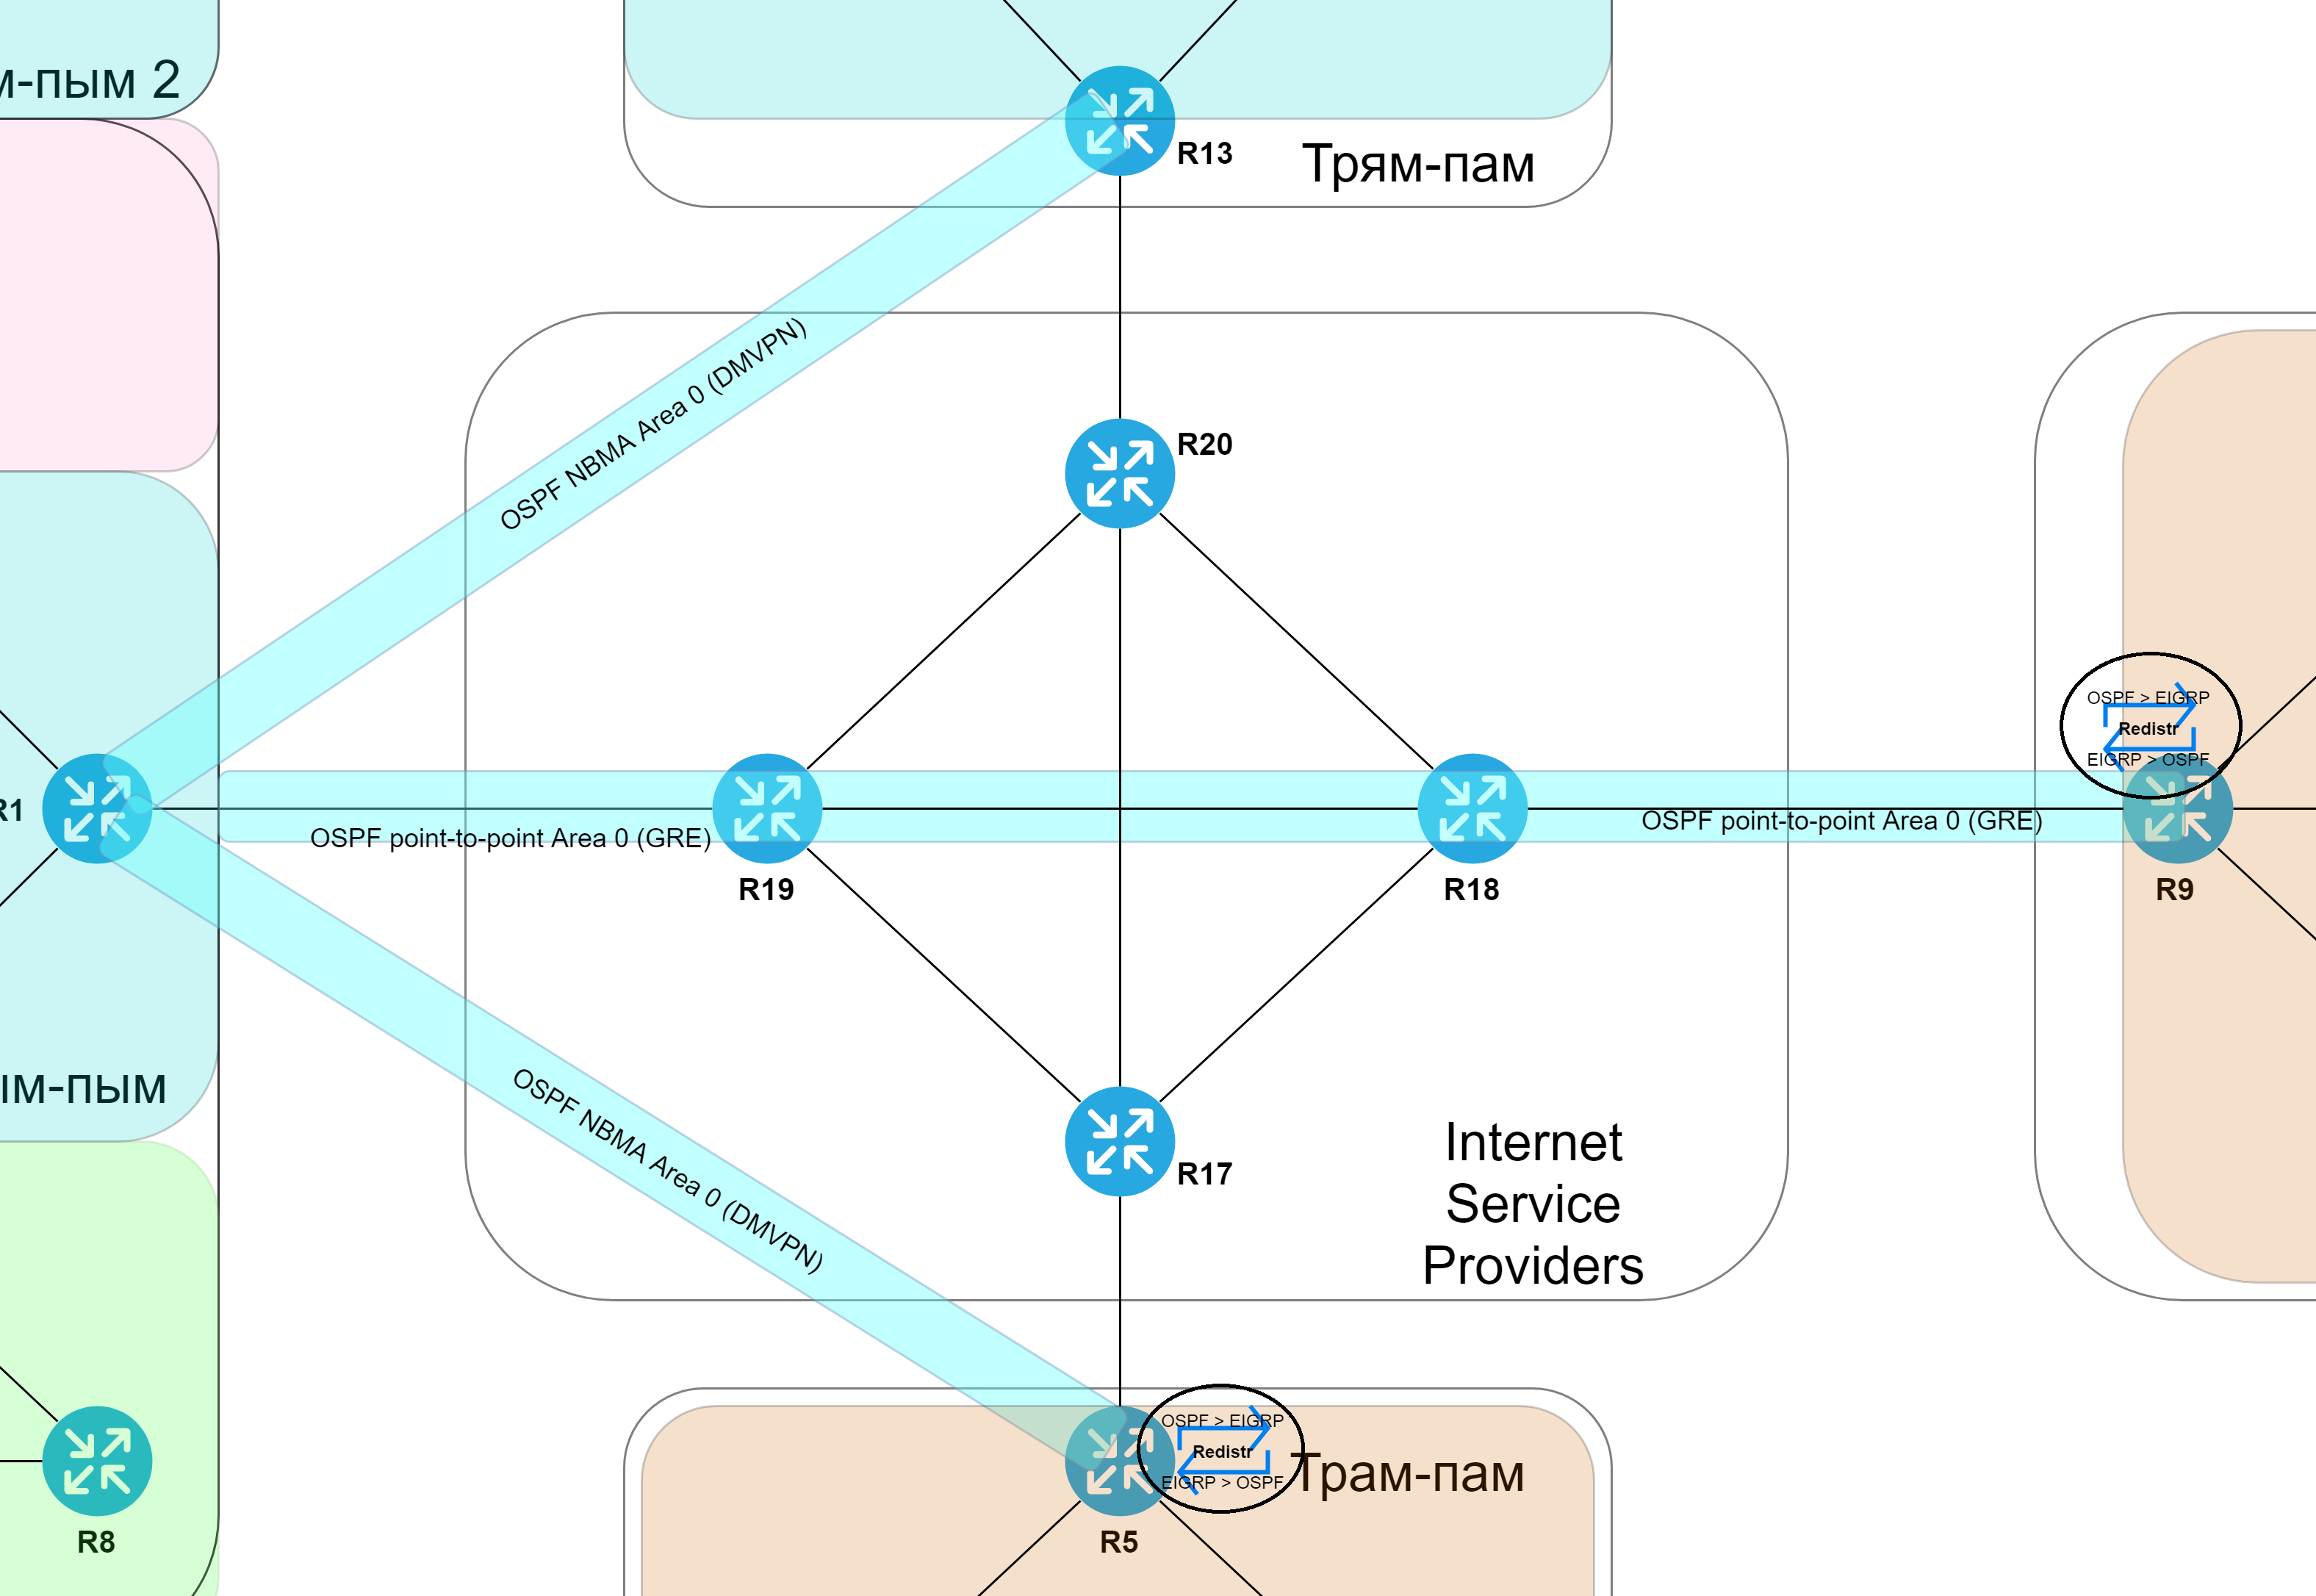 м-пым 2
R13
Трям-пам
OSPF NBMA Area 0 (DMVPN)
R20
OSPF > EIGRP
Redistr
EIGRP > OSPF
R1
OSPF point-to-point Area 0 (GRE)
OSPF point-to-point Area 0 (GRE)
R19
R18
R9
ым-пым
OSPF NBMA Area 0 (DMVPN)
R17
Internet
Service
Providers
OSPF > EIGRP
Redistr
EIGRP > OSPF
Трам-пам
R8
R5